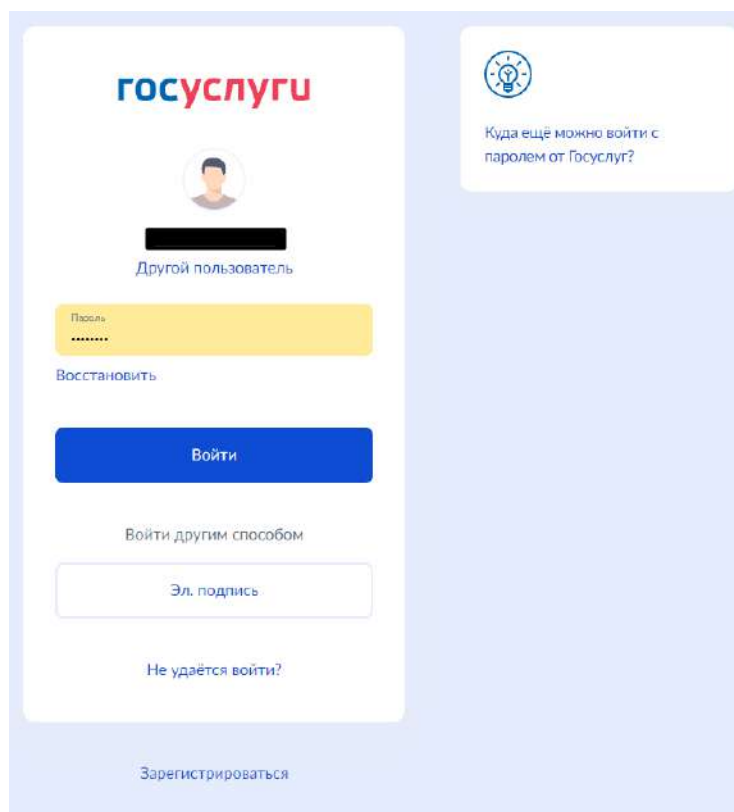 госуслуги
Другой пользователь
Пароль
........
Восстановить
Войти
Войти другим способом
Эл. подпись
Не удаётся войти?
Зарегистрироваться
Куда ещё можно войти с
паролем от Госуслуг?